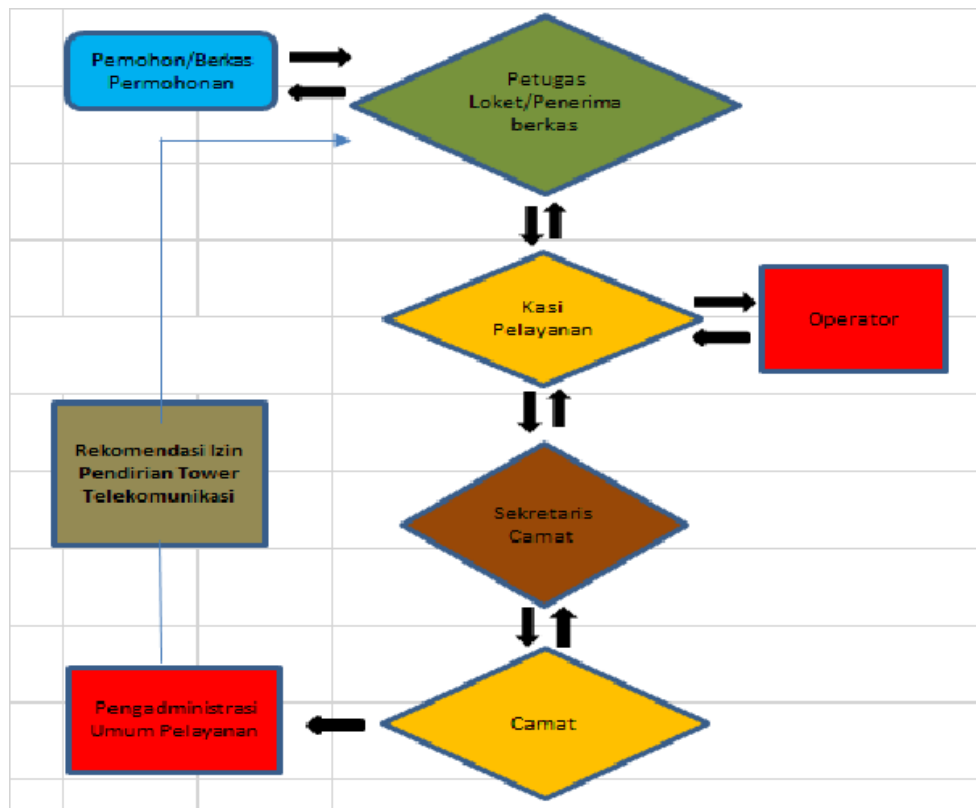 Pemohon/Berkas
Permohonan
Petugas
Loket/Penerima
berkas
Kasi
Pelayanan
Operator
Rekomendasi Izin
Pendirian Tower
Telekomunikasi
Sekretaris
Camat
Pengadministrasi
Umum Pelayanan
Camat